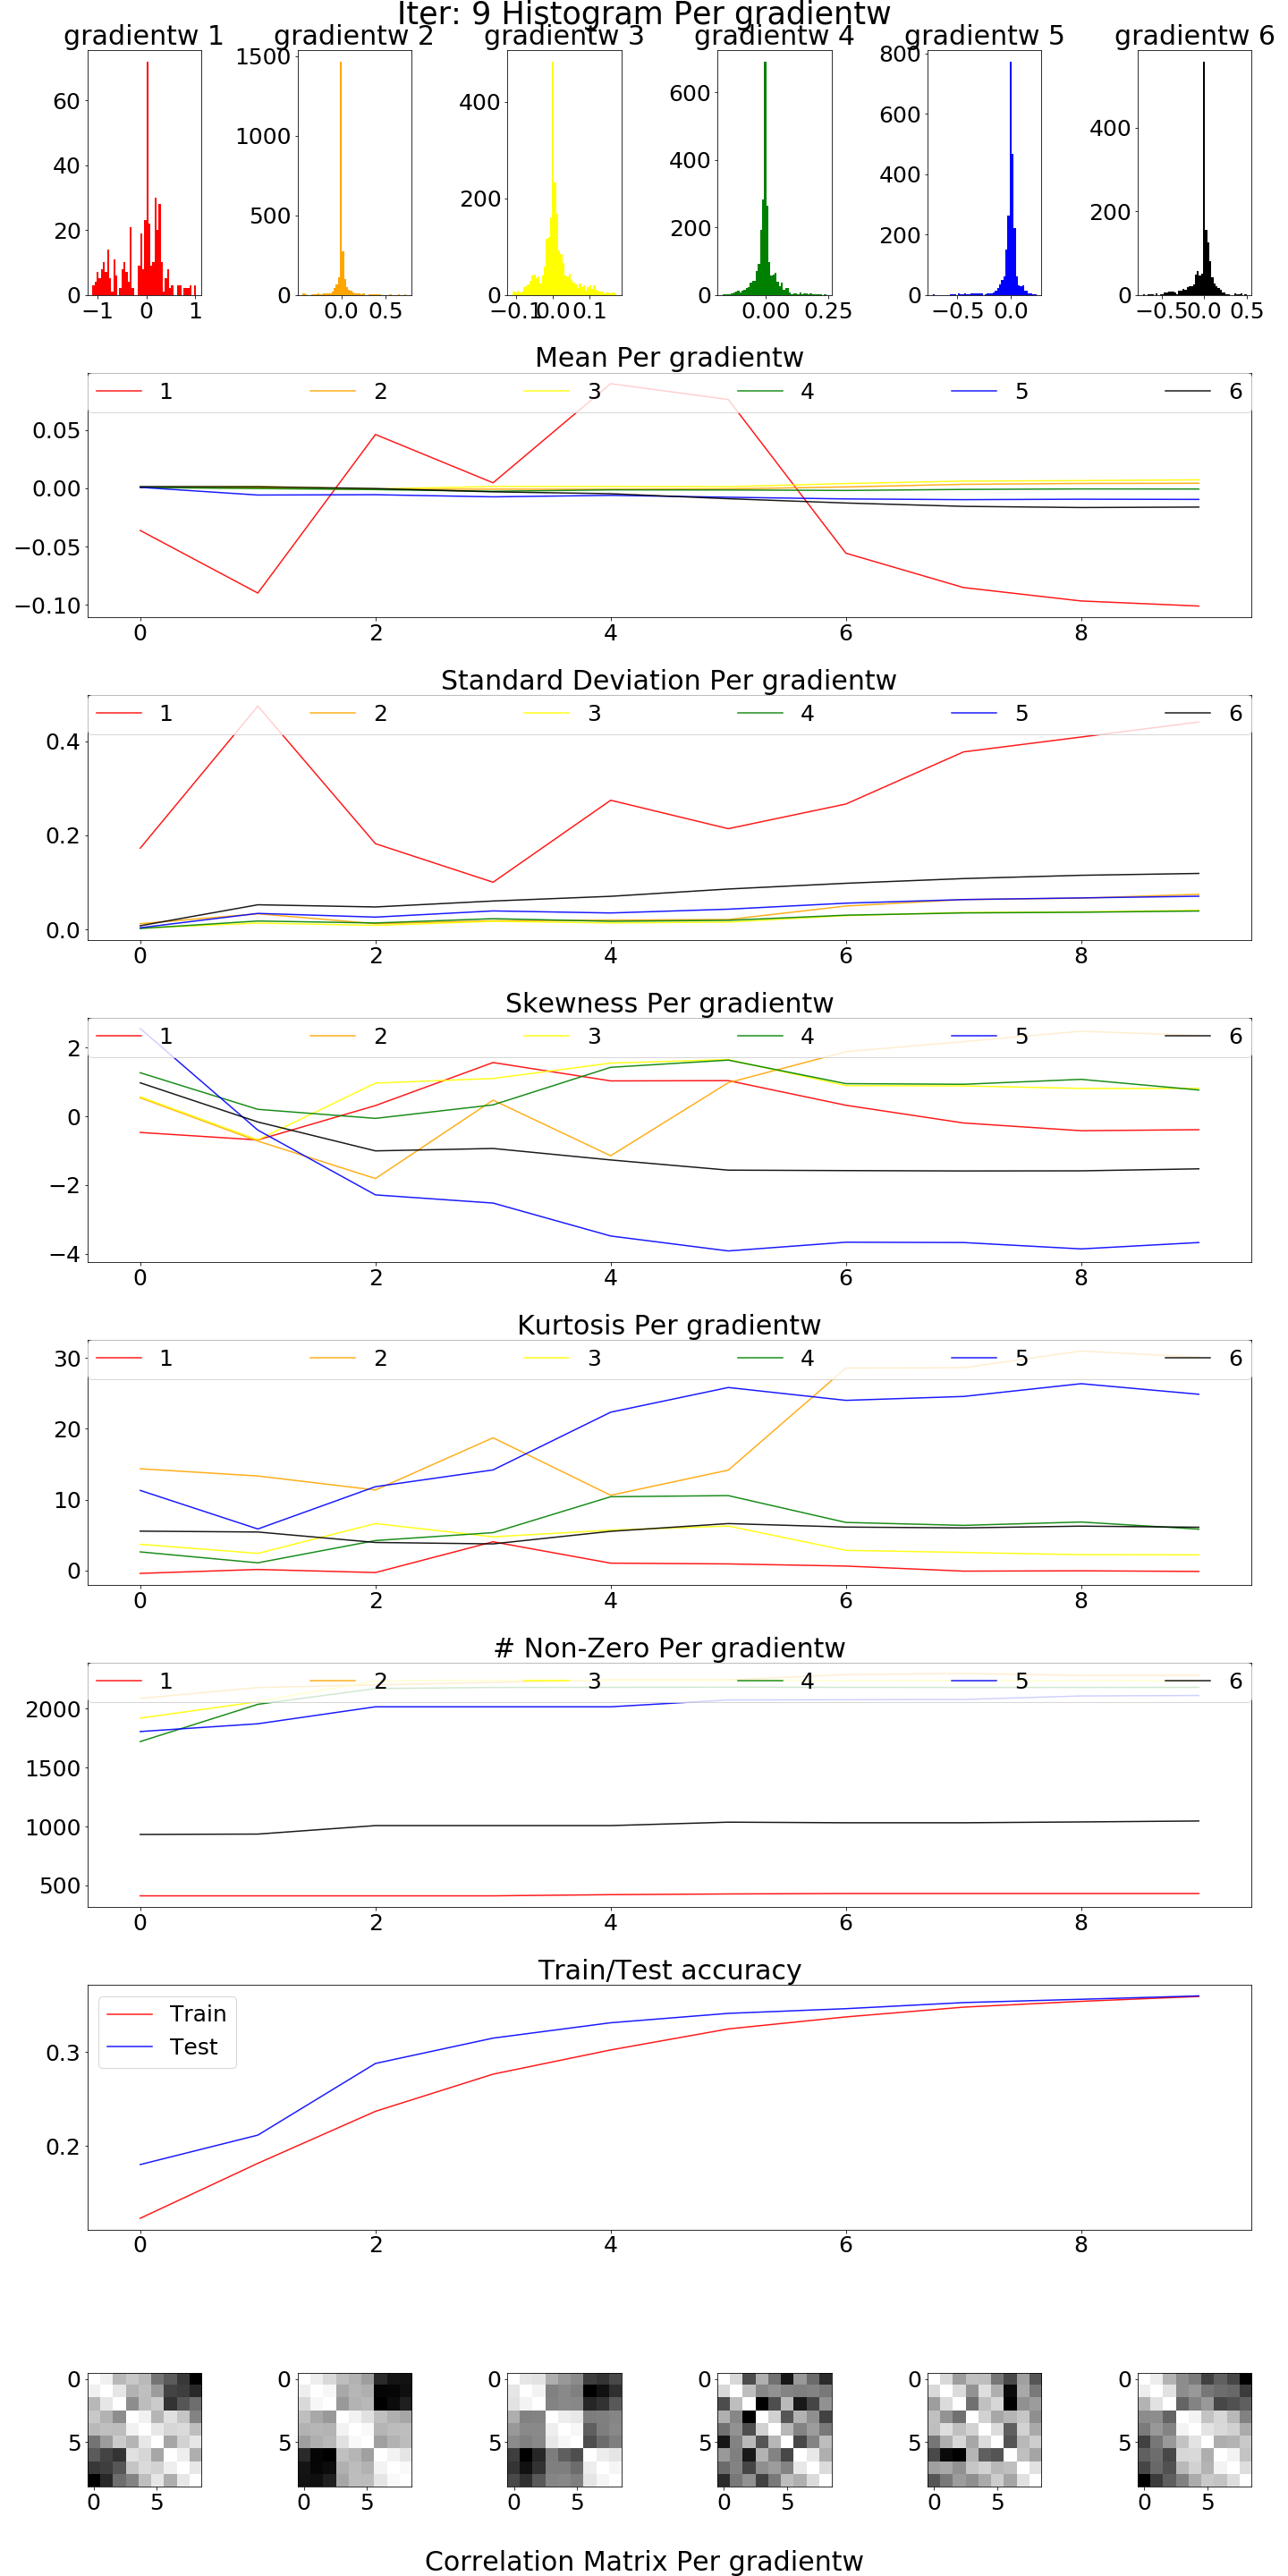 Iter: 9 Histogram Per gradientw
gradientw 1 gradientw 2 gradientw 3 gradientw 4 gradientw 5 gradientw 6
60
40
20
0
−1 0 1
1500
1000
500
0
0.0 0.5
400
200
0
−0.1 0.0 0.1
600
400
200
0
0.00 0.25
800
600
400
200
0
−0.5 0.0
400
200
0
−0.5 0.0 0.5
Mean Per gradientw
1 2 3 4 5 6
0.05
0.00
−0.05
−0.10
0 2 4 6 8
Standard Deviation Per gradientw
1 2 3 4 5 6
0.4
0.2
0.0
0 2 4 6 8
Skewness Per gradientw
1 2 3 4 5 6
2
0
−2
−4
0 2 4 6 8
Kurtosis Per gradientw
1 2 3 4 5 6
30
20
10
0
0 2 4 6 8
# Non-Zero Per gradientw
1 2 3 4 5 6
2000
1500
1000
500
0 2 4 6 8
Train/Test accuracy
Train
Test
0.3
0.2
0 2 4 6 8
0 0 0 0 0 0
5 5 5 5 5 5
0 5 0 5 0 5 0 5 0 5 0 5
Correlation Matrix Per gradientw